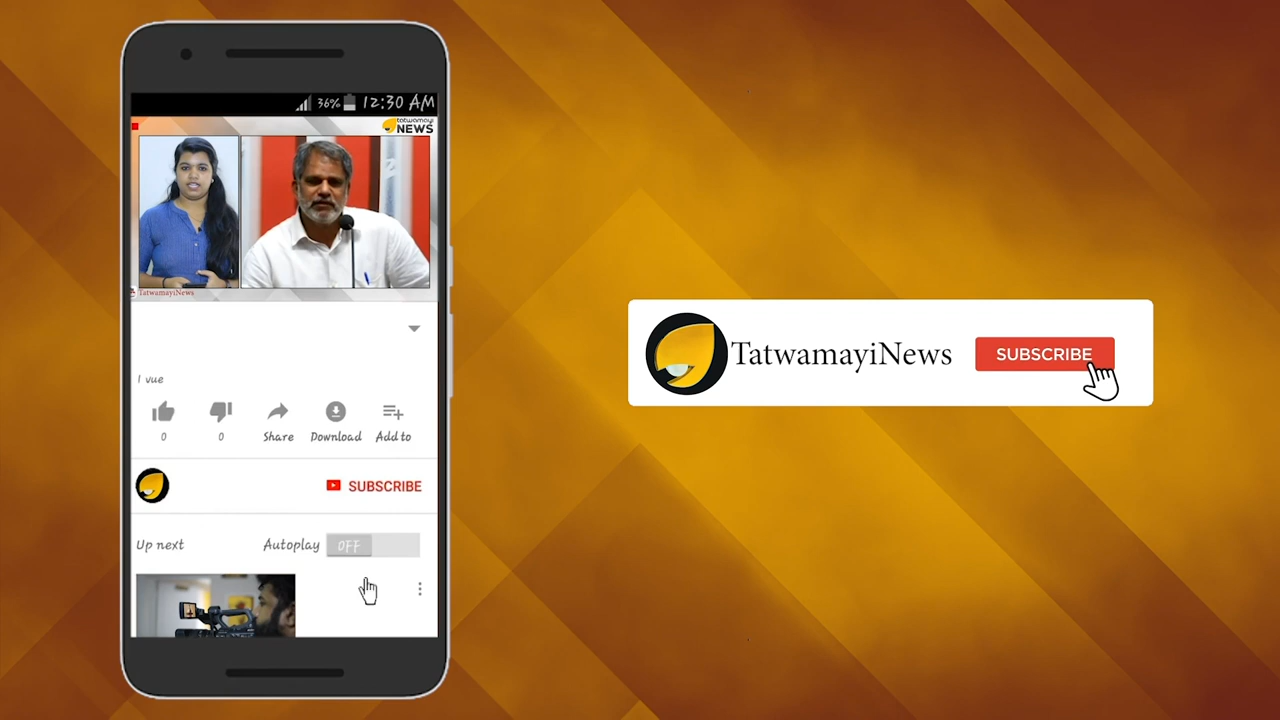 36% 12:30 AM
tatwamayi
NEWS
TatwamayiNews
1 vue
0 0 Share Download Add to
SUBSCRIBE
Up next Autoplay OFF
TatwamayiNews SUBSCRIBE